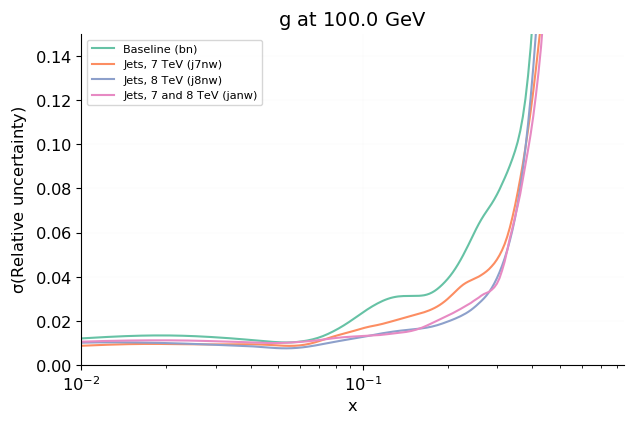 g at 100.0 GeV
Baseline (bn)
Jets, 7 TeV (j7nw)
Jets, 8 TeV (j8nw)
Jets, 7 and 8 TeV (janw)
σ(Relative uncertainty)
0.14
0.12
0.10
0.08
0.06
0.04
0.02
0.00
10⁻² 10⁻¹
x